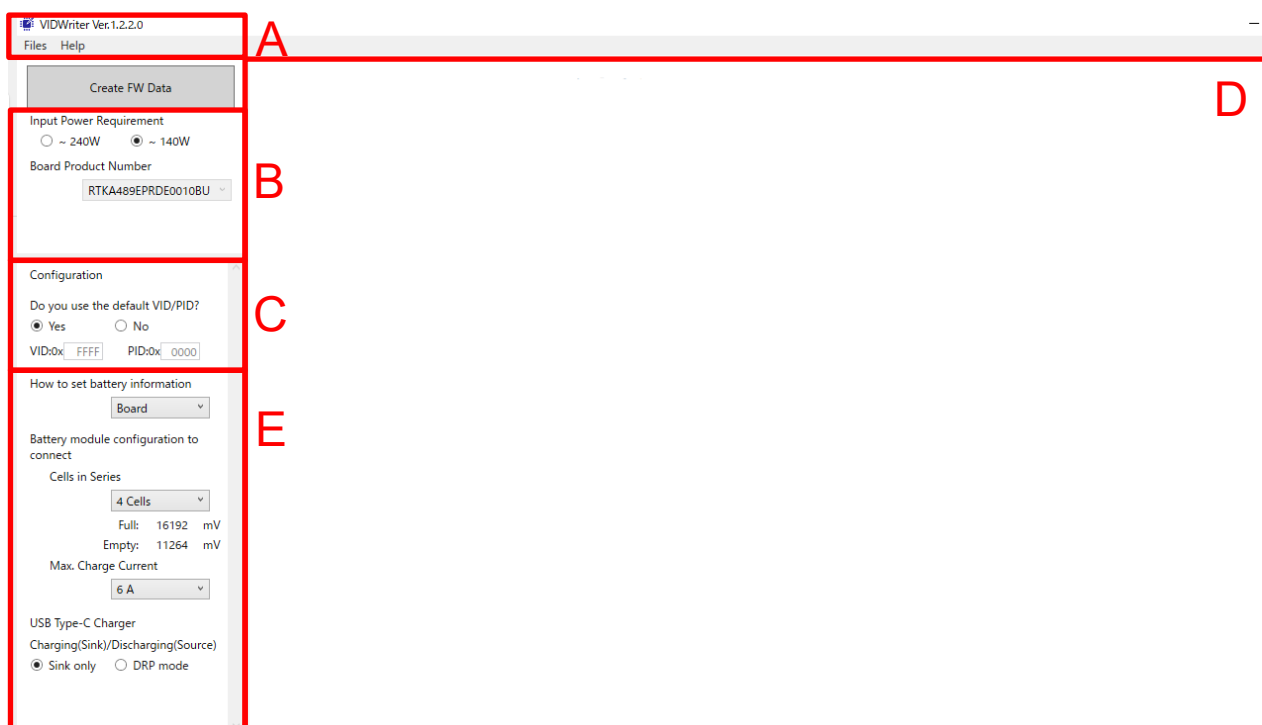 VIDWriter Ver.1.2.2.0
Files Help
A
Create FW Data
D
Input Power Requirement
~ 240W ~ 140W
Board Product Number
RTKA489EPRDE0010BU
B
Configuration
Do you use the default VID/PID?
Yes No
VID:0x FFFF PID:0x 0000
C
How to set battery information
Board
E
Battery module configuration to
connect
Cells in Series
4 Cells
Full: 16192 mV
Empty: 11264 mV
Max. Charge Current
6 A
USB Type-C Charger
Charging(Sink)/Discharging(Source)
Sink only DRP mode